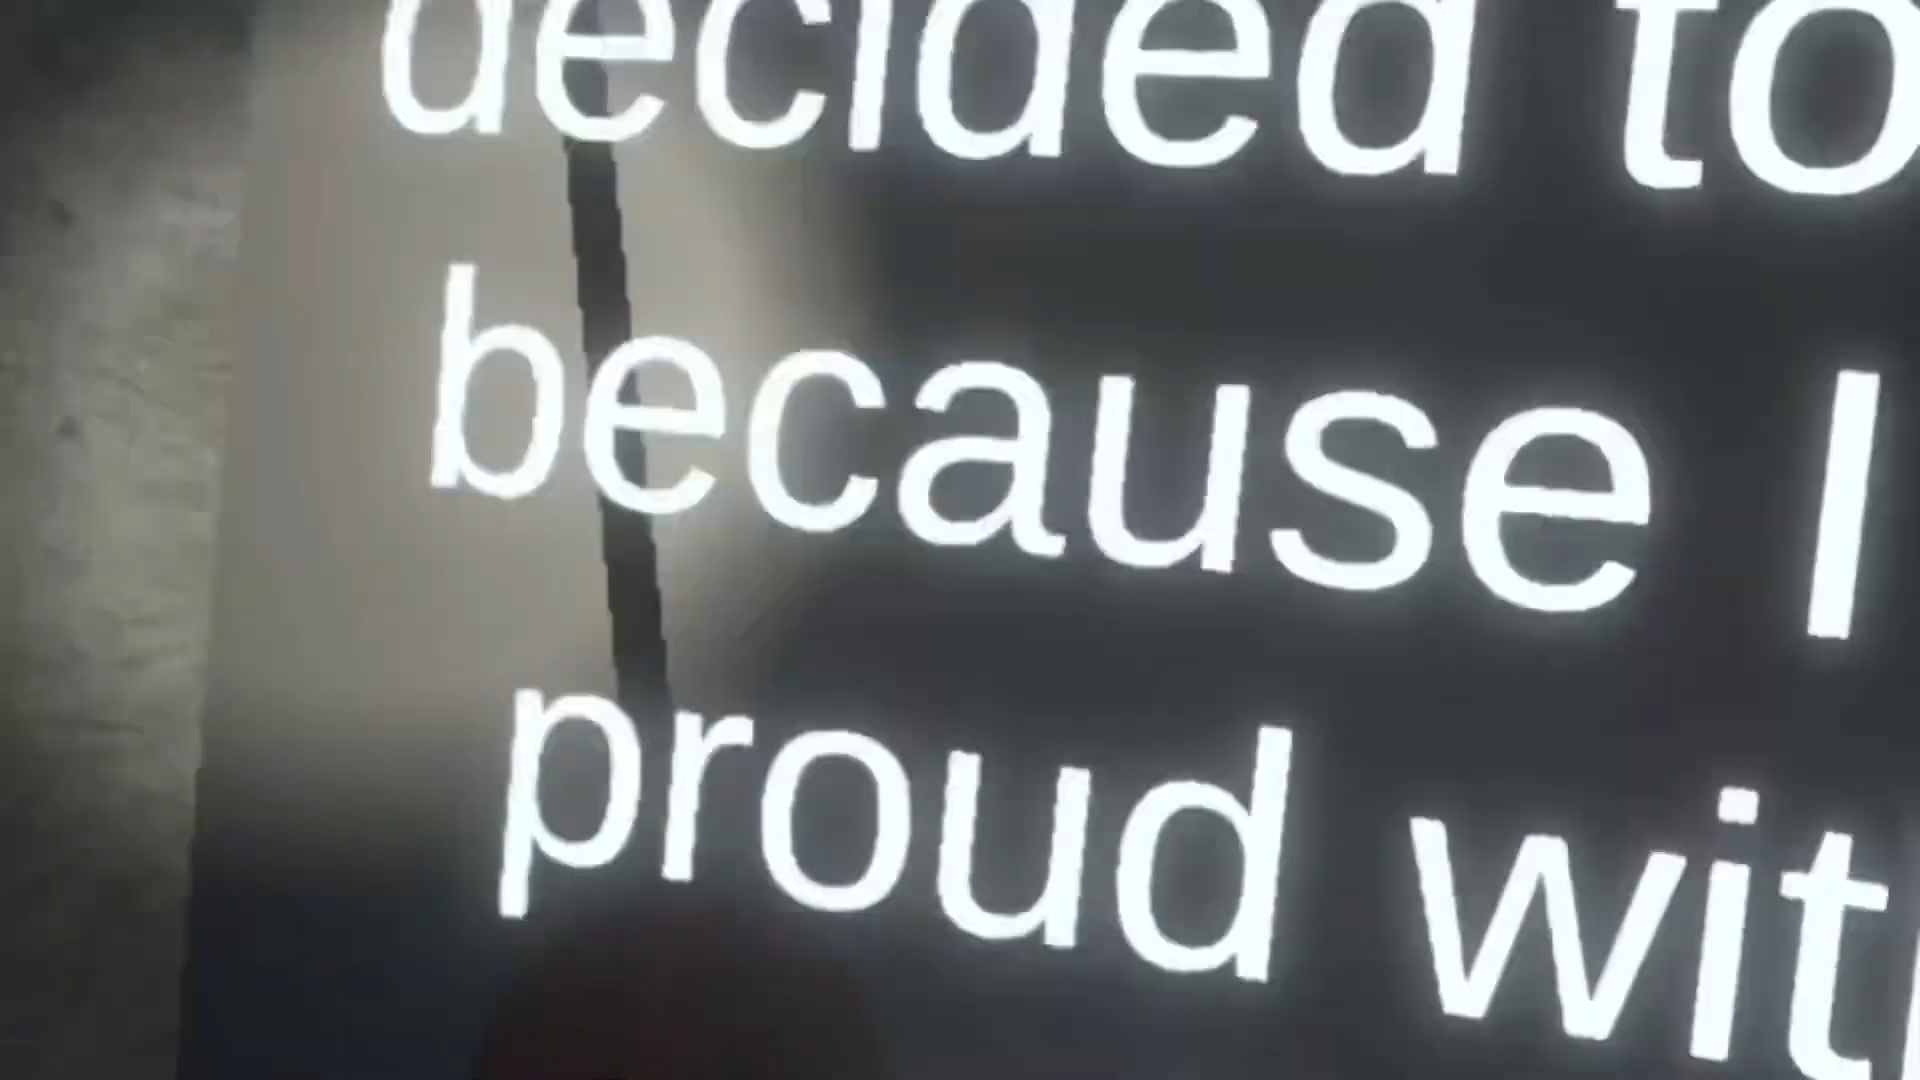 decided to
because I
proud wit